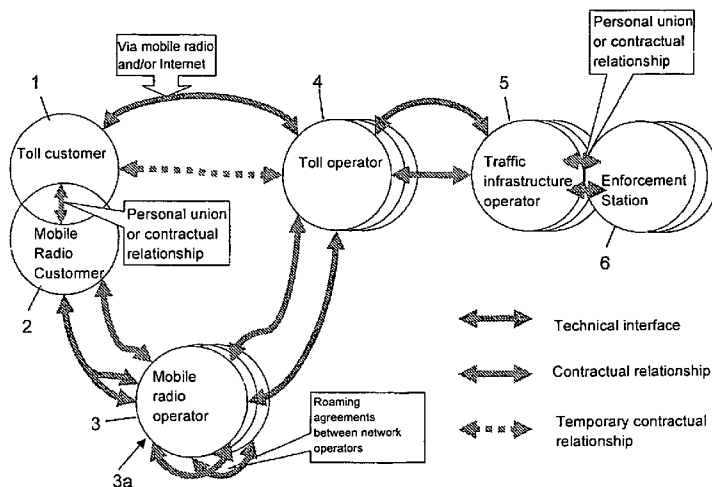 Via mobile radio
and/or Internet
Personal union
or contractual
relationship
1
4
5
Toll customer
Toll operator
Traffic
infrastructure
operator
Enforcement
Station
6
Personal union
or contractual
relationship
Mobile
Radio
Custormer
2
Mobile
radio
operator
3
3a
Roaming
agreements
between network
operators
Technical interface
Contractual relationship
Temporary contractual
relationship